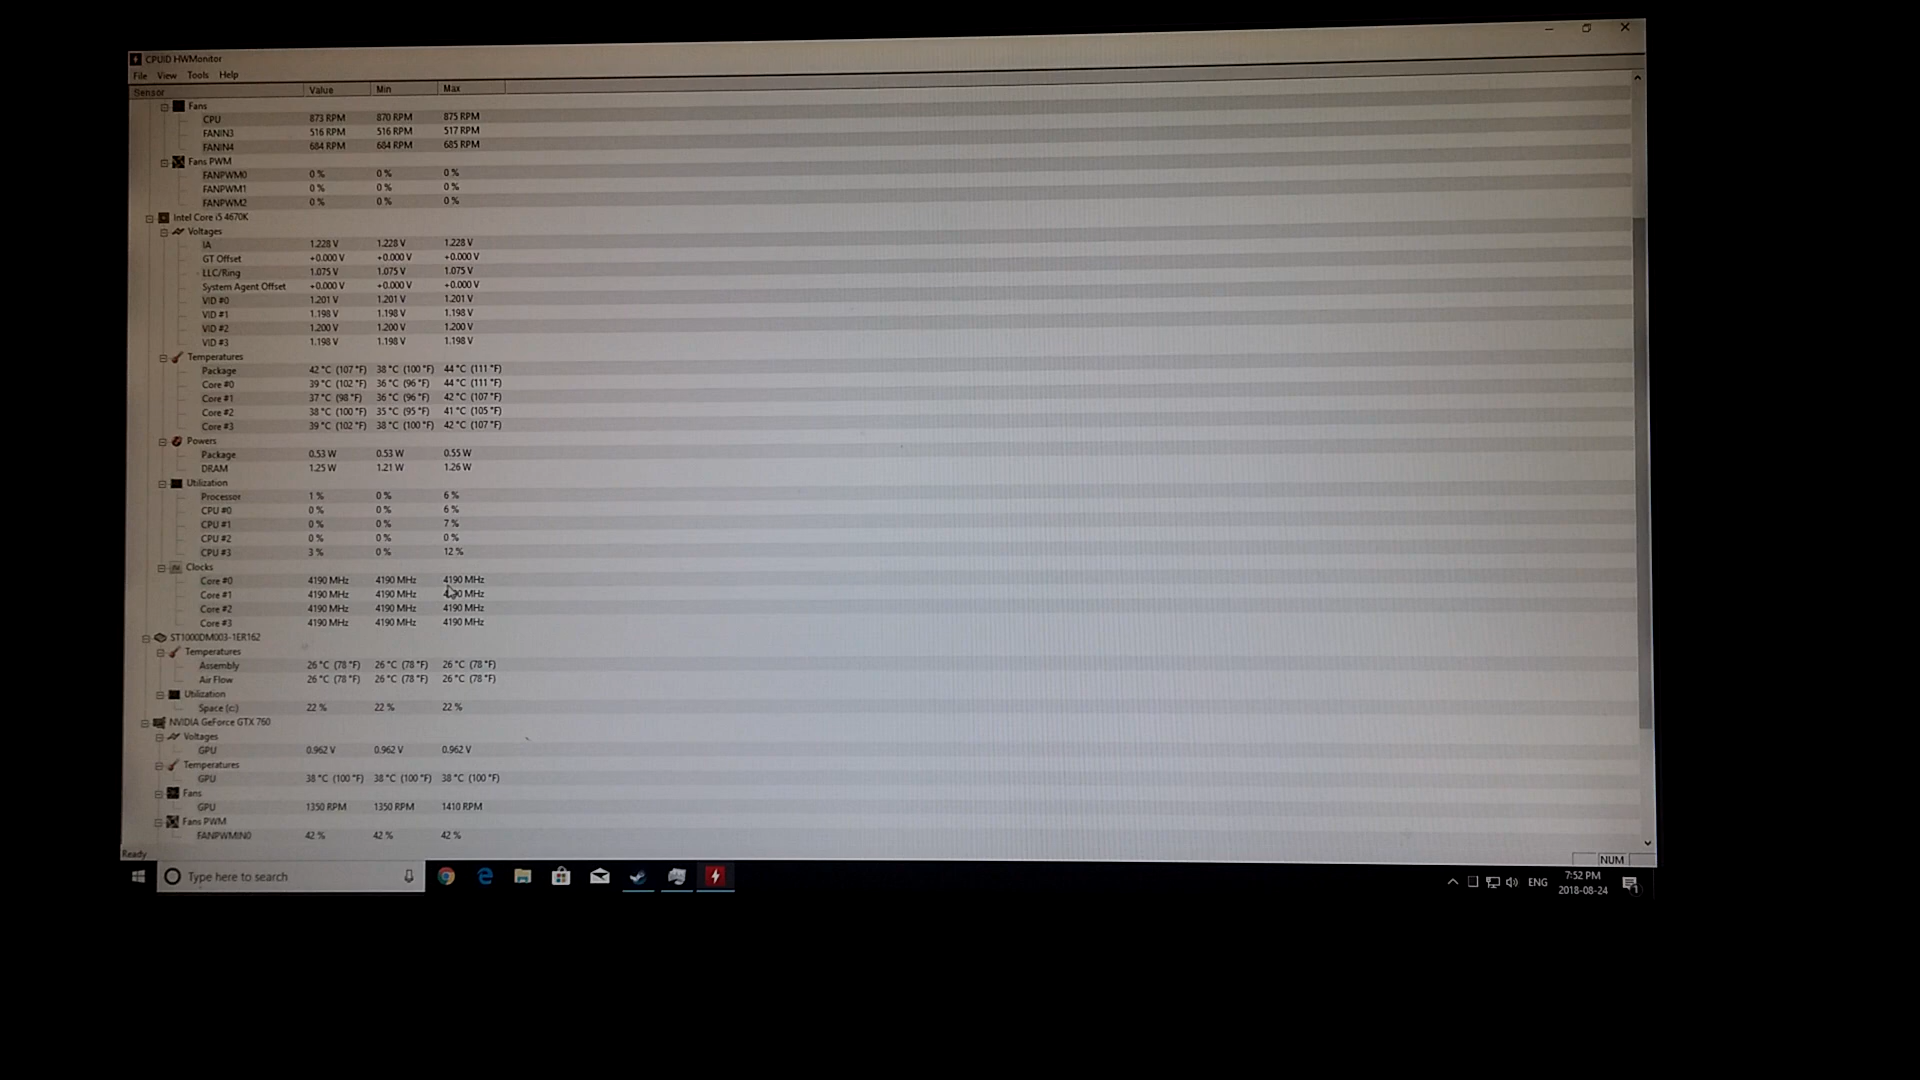 CPUID HWMonitor
File View Tools Help
Sensor Value Min Max
Fans
CPU 873 RPM 870 RPM 875 RPM
FANIN3 516 RPM 516 RPM 517 RPM
FANIN4 684 RPM 684 RPM 685 RPM
Fans PWM
FANPWM0 0 % 0 % 0 %
FANPWM1 0 % 0 % 0 %
FANPWM2 0 % 0 % 0 %
Intel Core i5 4670K
Voltages
IA 1.228 V 1.228 V 1.228 V
GT Offset +0.000 V +0.000 V +0.000 V
LLC/Ring 1.075 V 1.075 V 1.075 V
System Agent Offset +0.000 V +0.000 V +0.000 V
VID #0 1.201 V 1.201 V 1.201 V
VID #1 1.198 V 1.198 V 1.198 V
VID #2 1.200 V 1.200 V 1.200 V
VID #3 1.198 V 1.198 V 1.198 V
Temperatures
Package 42 °C (107 °F) 38 °C (100 °F) 44 °C (111 °F)
Core #0 39 °C (102 °F) 36 °C (96 °F) 44 °C (111 °F)
Core #1 37 °C (98 °F) 36 °C (96 °F) 42 °C (107 °F)
Core #2 38 °C (100 °F) 35 °C (95 °F) 41 °C (105 °F)
Core #3 39 °C (102 °F) 38 °C (100 °F) 42 °C (107 °F)
Powers
Package 0.53 W 0.53 W 0.55 W
DRAM 1.25 W 1.21 W 1.26 W
Utilization
Processor 1 % 0 % 6 %
CPU #0 0 % 0 % 6 %
CPU #1 0 % 0 % 7 %
CPU #2 0 % 0 % 0 %
CPU #3 3 % 0 % 12 %
Clocks
Core #0 4190 MHz 4190 MHz 4190 MHz
Core #1 4190 MHz 4190 MHz 4190 MHz
Core #2 4190 MHz 4190 MHz 4190 MHz
Core #3 4190 MHz 4190 MHz 4190 MHz
ST1000DM003-1ER162
Temperatures
Assembly 26 °C (78 °F) 26 °C (78 °F) 26 °C (78 °F)
Air Flow 26 °C (78 °F) 26 °C (78 °F) 26 °C (78 °F)
Utilization
Space (c:) 22 % 22 % 22 %
NVIDIA GeForce GTX 760
Voltages
GPU 0.962 V 0.962 V 0.962 V
Temperatures
GPU 38 °C (100 °F) 38 °C (100 °F) 38 °C (100 °F)
Fans
GPU 1350 RPM 1350 RPM 1410 RPM
Fans PWM
FANPWMIN0 42 % 42 % 42 %
Ready NUM
Type here to search ENG 7:52 PM
2018-08-24 1